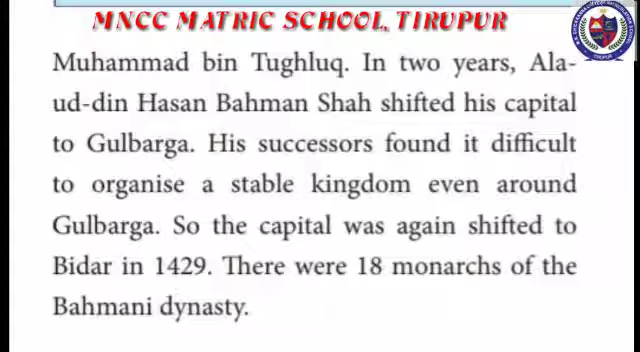 MNCC MATRIC SCHOOL, TIRUPUR
Muhammad bin Tughluq. In two years, Ala-
ud-din Hasan Bahman Shah shifted his capital
to Gulbarga. His successors found it difficult
to organise a stable kingdom even around
Gulbarga. So the capital was again shifted to
Bidar in 1429. There were 18 monarchs of the
Bahmani dynasty.
TIRUPUR